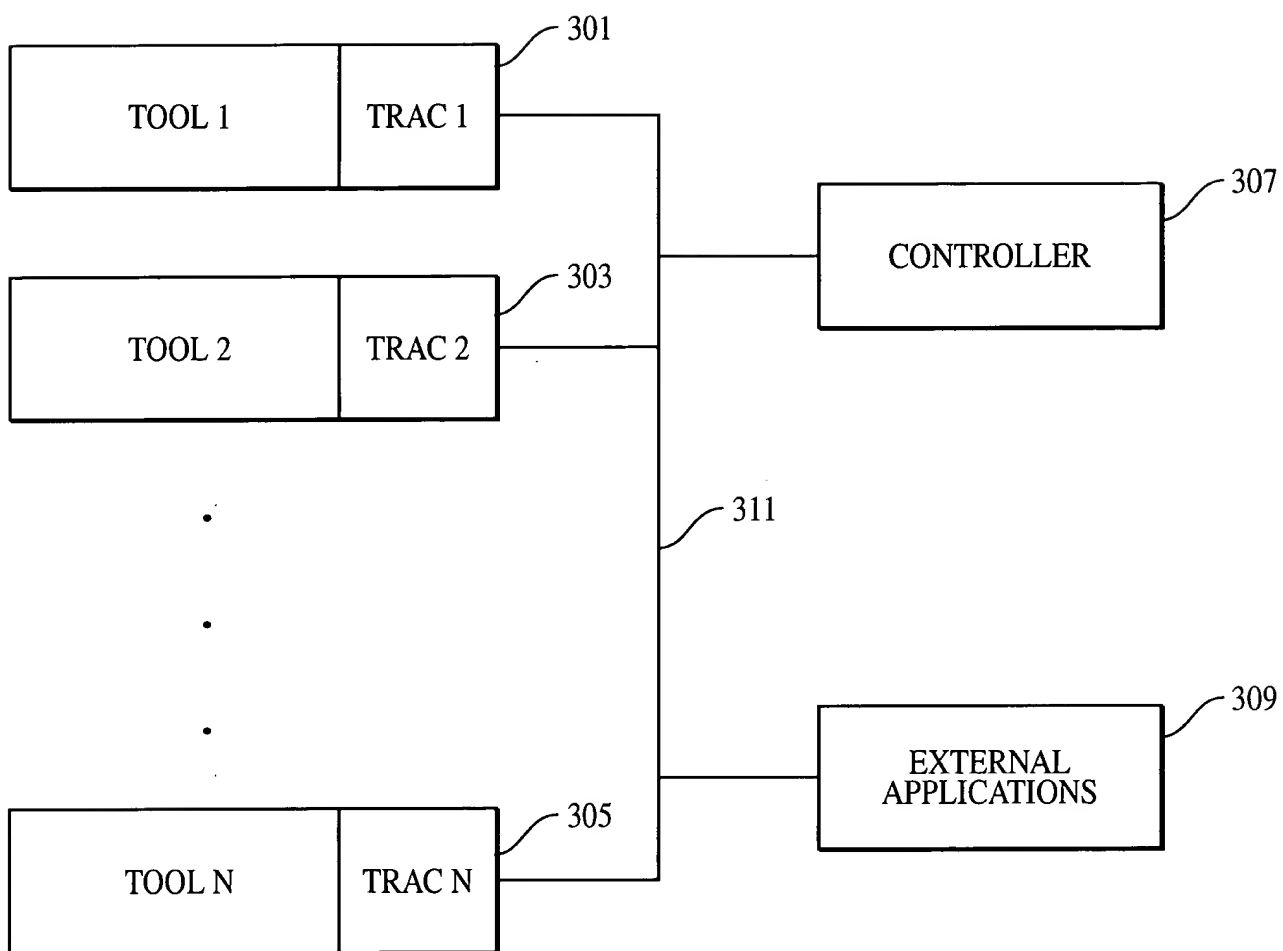 301
TOOL 1 TRAC 1
307
CONTROLLER
303
TOOL 2 TRAC 2
311
309
EXTERNAL
APPLICATIONS
305
TOOL N TRAC N